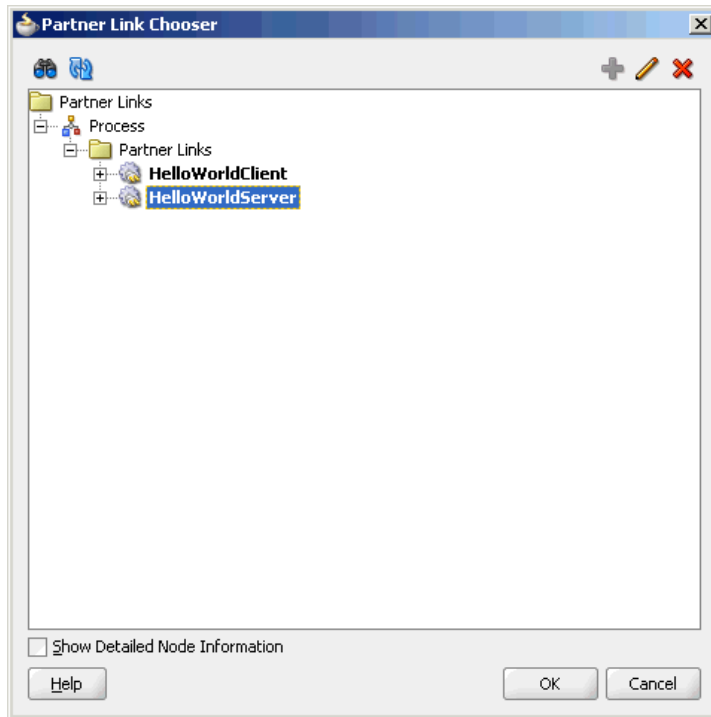 Partner Link Chooser
Partner Links
Process
Partner Links
HelloWorldClient
HelloWorldServer
Show Detailed Node Information
Help OK Cancel